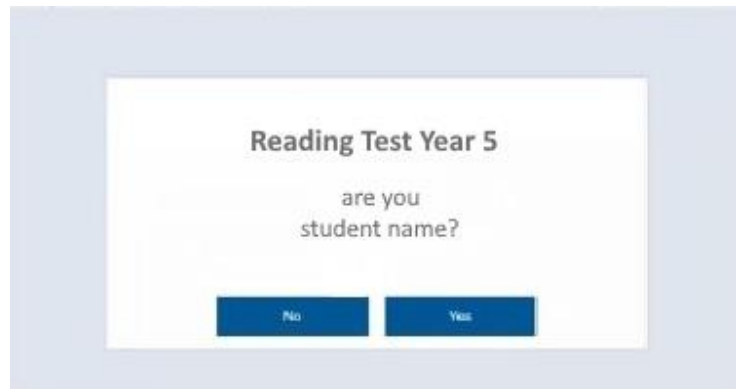 Reading Test Year 5
are you
student name?
No
Yes